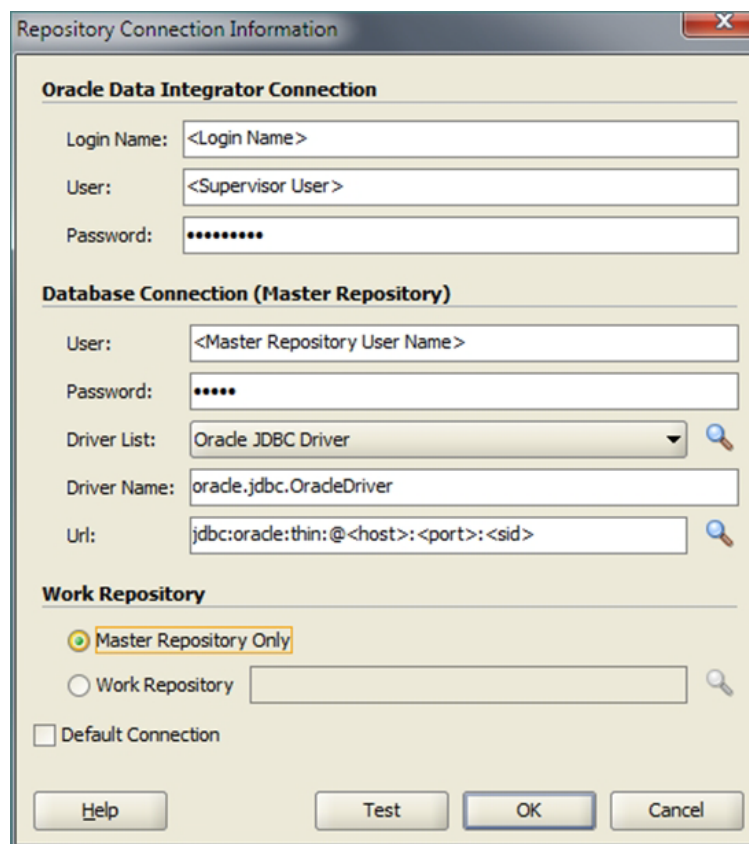 Repository Connection Information
Oracle Data Integrator Connection
Login Name: <Login Name>
User: <Supervisor User>
Password: •••••••••
Database Connection (Master Repository)
User: <Master Repository User Name>
Password: •••••
Driver List: Oracle JDBC Driver
Driver Name: oracle.jdbc.OracleDriver
Url: jdbc:oracle:thin:@<host>:<port>:<sid>
Work Repository
Master Repository Only
Work Repository
Default Connection
Help Test OK Cancel